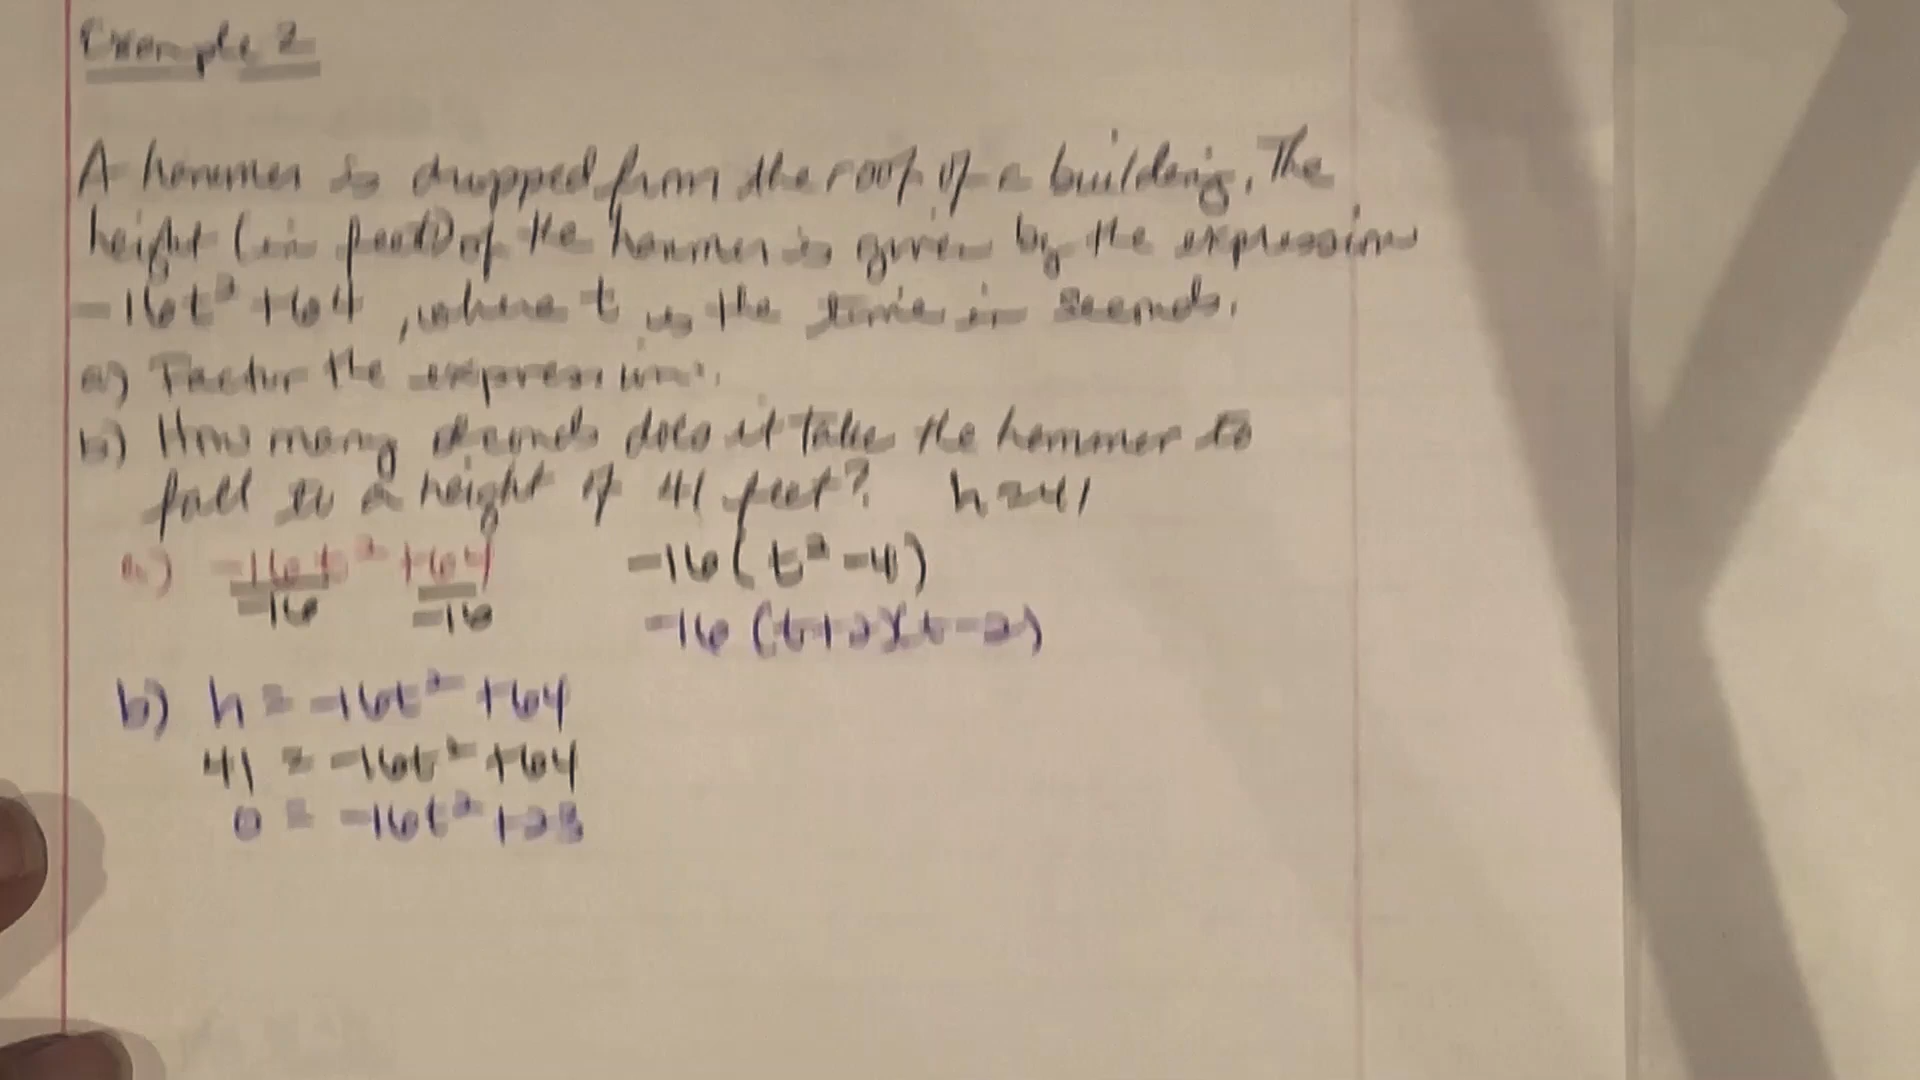 Example 2
A hammer is dropped from the roof of a building. The
height (in feet) of the hammer is given by the expression
-16t² +64, where t is the time in seconds.
a) Factor the expression.
b) How many seconds does it take the hammer to
fall to a height of 41 feet? h=41
a) -16t² +64 -16(t²-4)
-16 -16 -16(t+2)(t-2)
b) h = -16t² +64
41 = -16t² +64
0 = -16t² +23